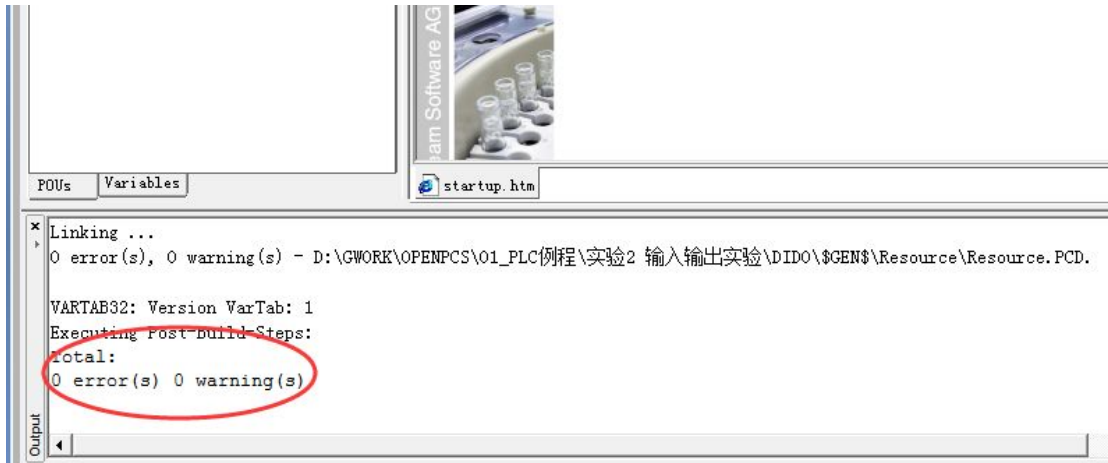 am Software AG
POUs
Variables
startup.htm
Linking ...
0 error(s), 0 warning(s) - D:\GWORK\OPENPCS\01_PLC例程\实验2 输入输出实验\DIDO\$GEN$\Resource\Resource.PCD.
VARTAB32: Version VarTab: 1
Executing Post-Build-Steps:
Total:
0 error(s) 0 warning(s)
Output